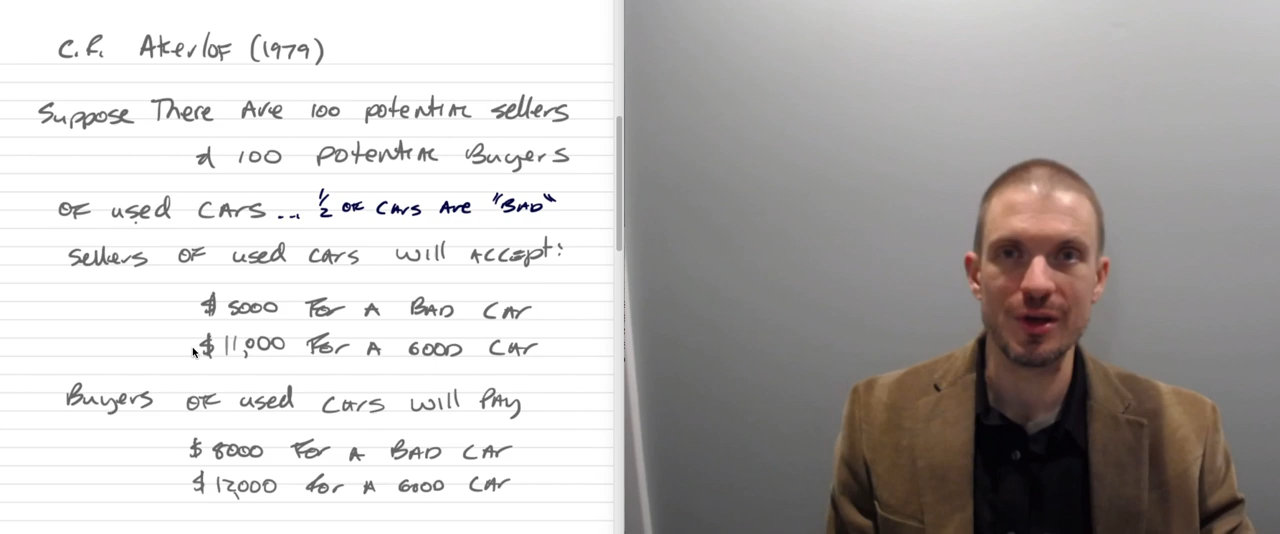 C.f. Akerlof (1979)
Suppose There Are 100 potential sellers
& 100 Potential Buyers
of used cars ... 1/2 of cars are "BAD"
sellers of used cars will accept:
$ 5000 For A BAD CAR
$ 11,000 For A GOOD CAR
Buyers of used cars will pay
$ 8000 For A BAD CAR
$ 12,000 for A GOOD CAR